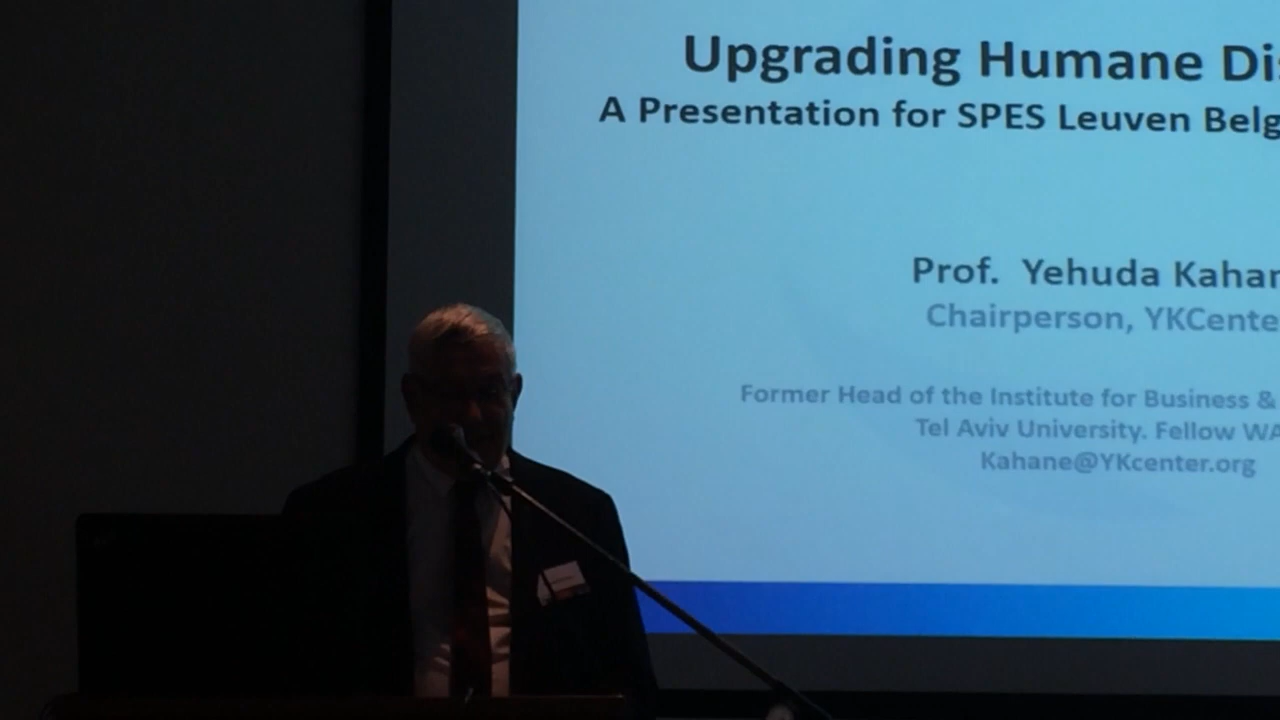 Upgrading Humane Dis
A Presentation for SPES Leuven Belg
Prof. Yehuda Kahan
Chairperson, YKCente
Former Head of the Institute for Business &
Tel Aviv University. Fellow WA
Kahane@YKcenter.org